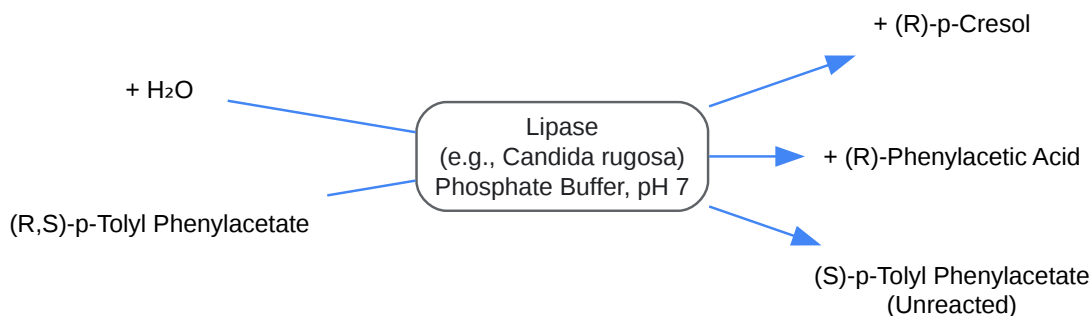 + (R)-p-Cresol
+ H₂O
Lipase
(e.g., Candida rugosa)
Phosphate Buffer, pH 7
+ (R)-Phenylacetic Acid
(R,S)-p-Tolyl Phenylacetate
(S)-p-Tolyl Phenylacetate
(Unreacted)